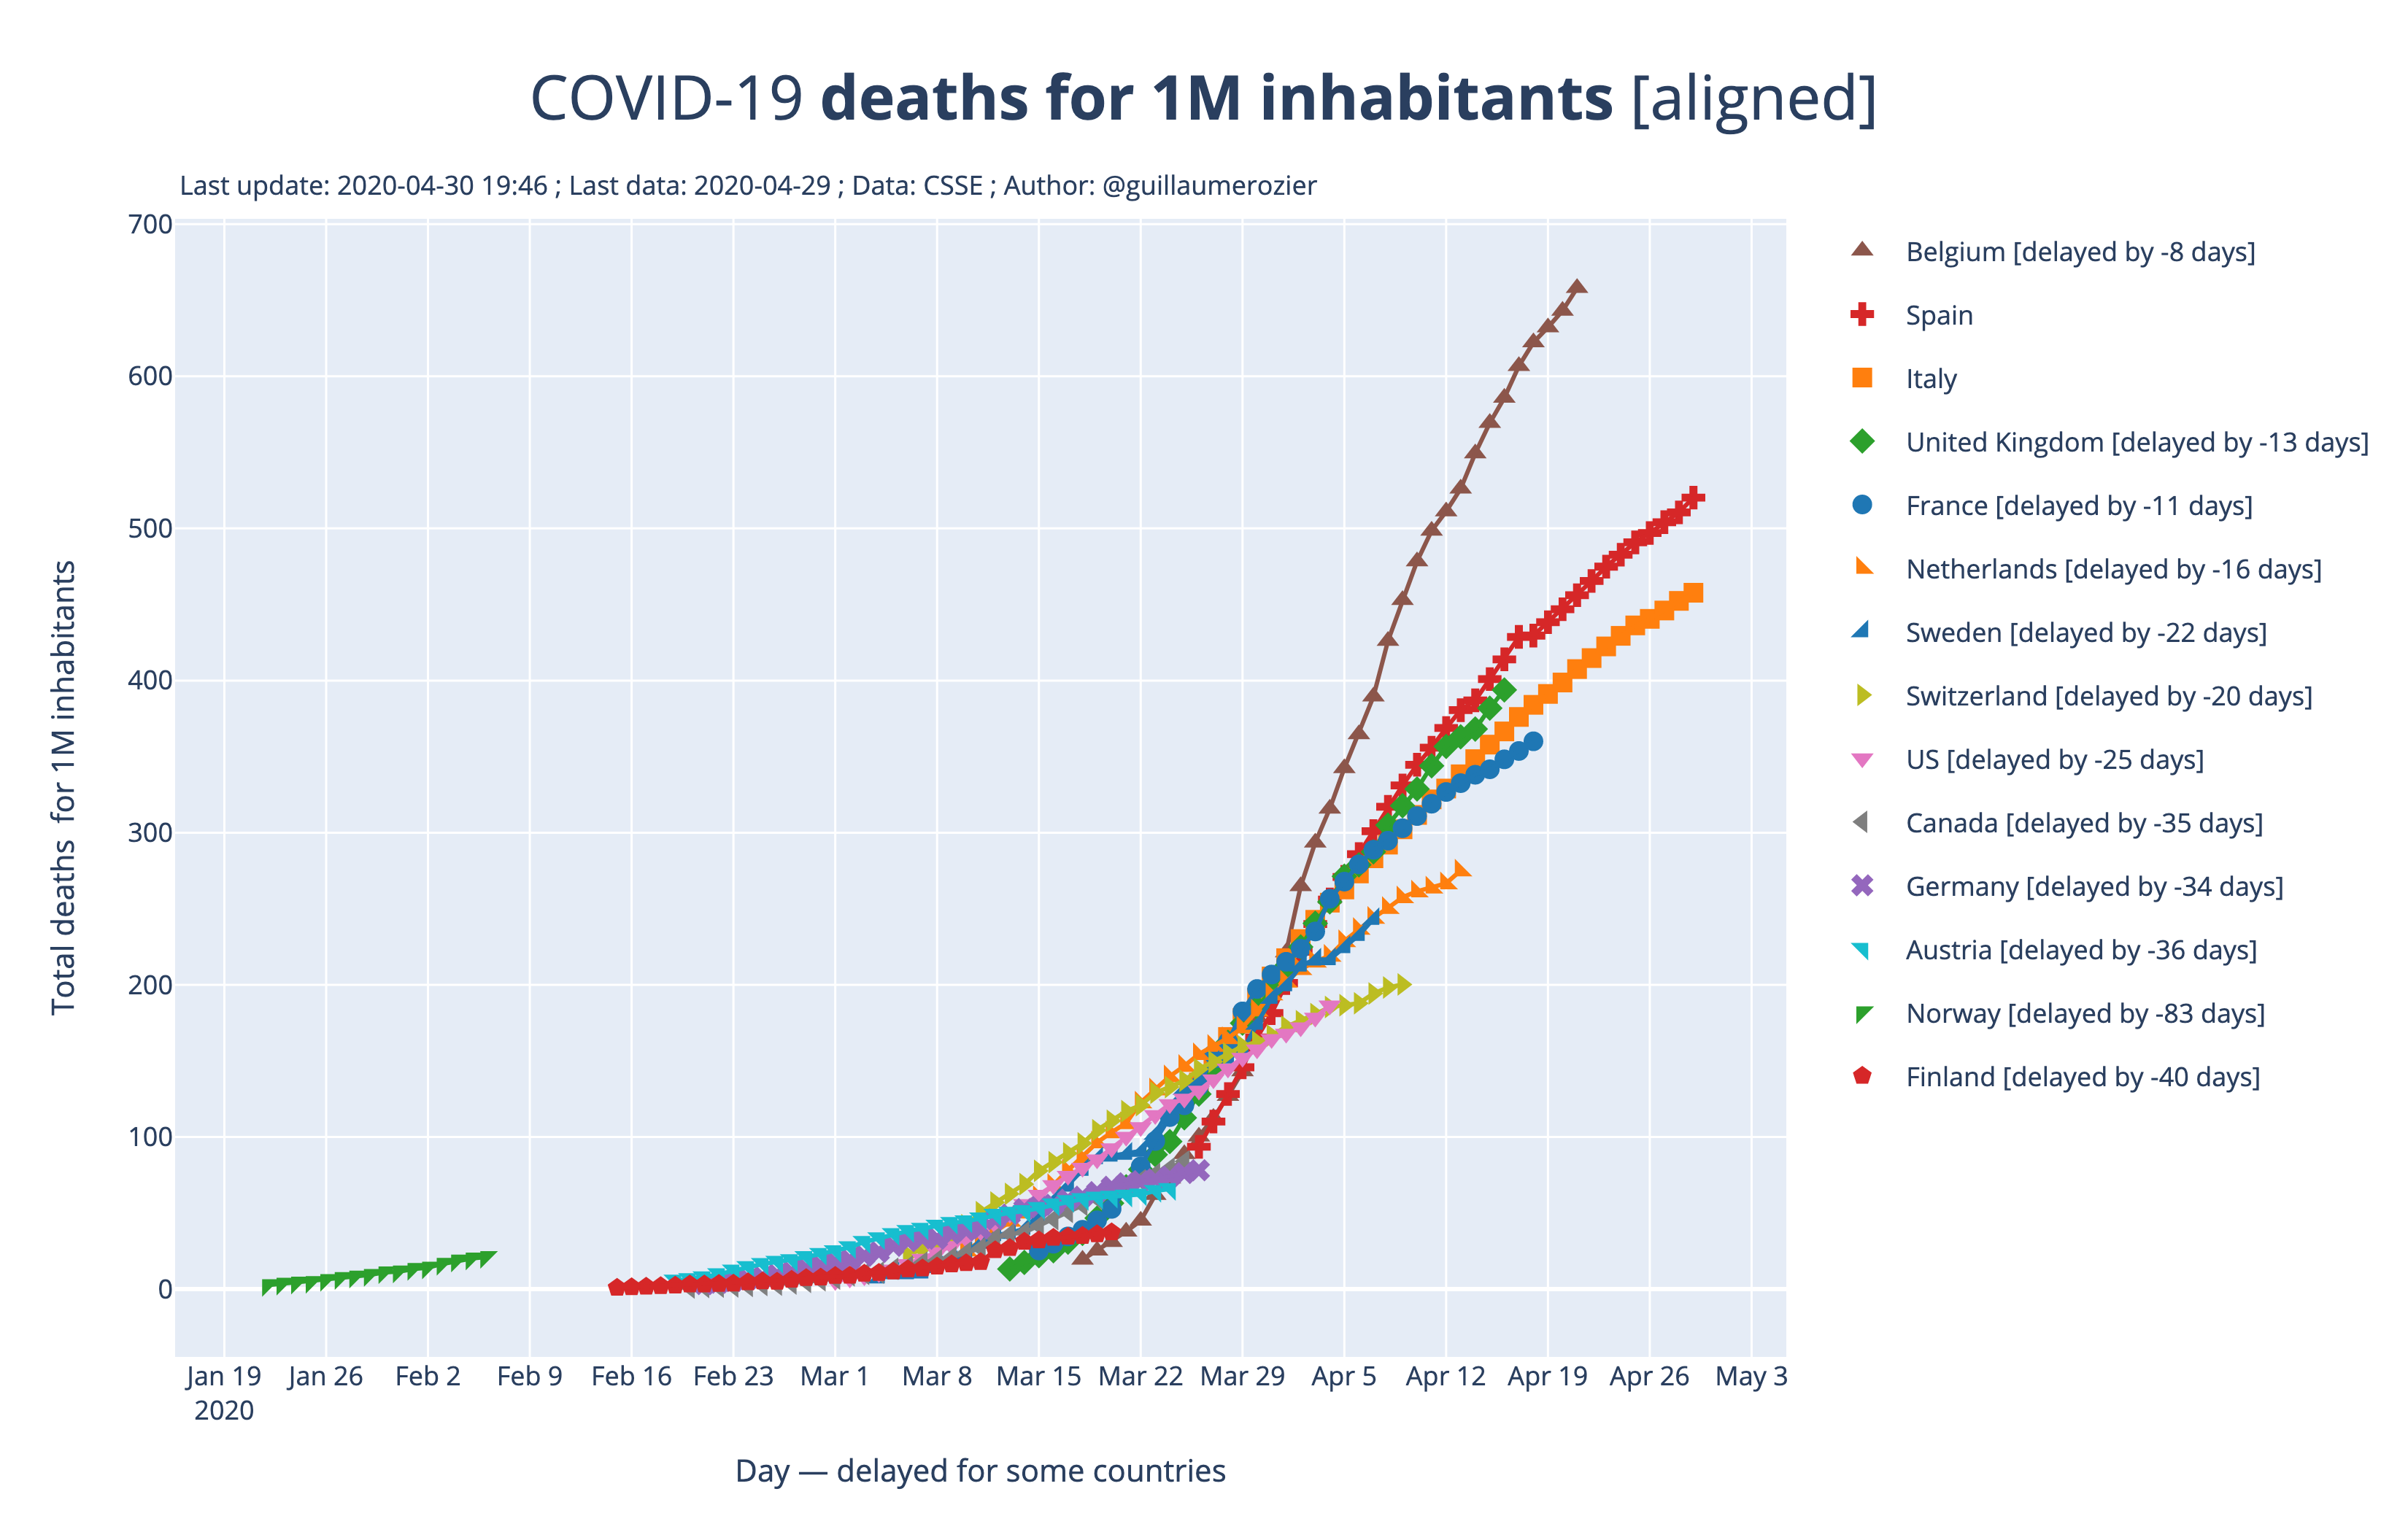 COVID-19 deaths for 1M inhabitants [aligned]
Last update: 2020-04-30 19:46 ; Last data: 2020-04-29 ; Data: CSSE ; Author: @guillaumerozier
Total deaths for 1M inhabitants
700
600
500
400
300
200
100
0
Jan 19 Jan 26 Feb 2 Feb 9 Feb 16 Feb 23 Mar 1 Mar 8 Mar 15 Mar 22 Mar 29 Apr 5 Apr 12 Apr 19 Apr 26 May 3
2020
Day — delayed for some countries
Belgium [delayed by -8 days]
Spain
Italy
United Kingdom [delayed by -13 days]
France [delayed by -11 days]
Netherlands [delayed by -16 days]
Sweden [delayed by -22 days]
Switzerland [delayed by -20 days]
US [delayed by -25 days]
Canada [delayed by -35 days]
Germany [delayed by -34 days]
Austria [delayed by -36 days]
Norway [delayed by -83 days]
Finland [delayed by -40 days]